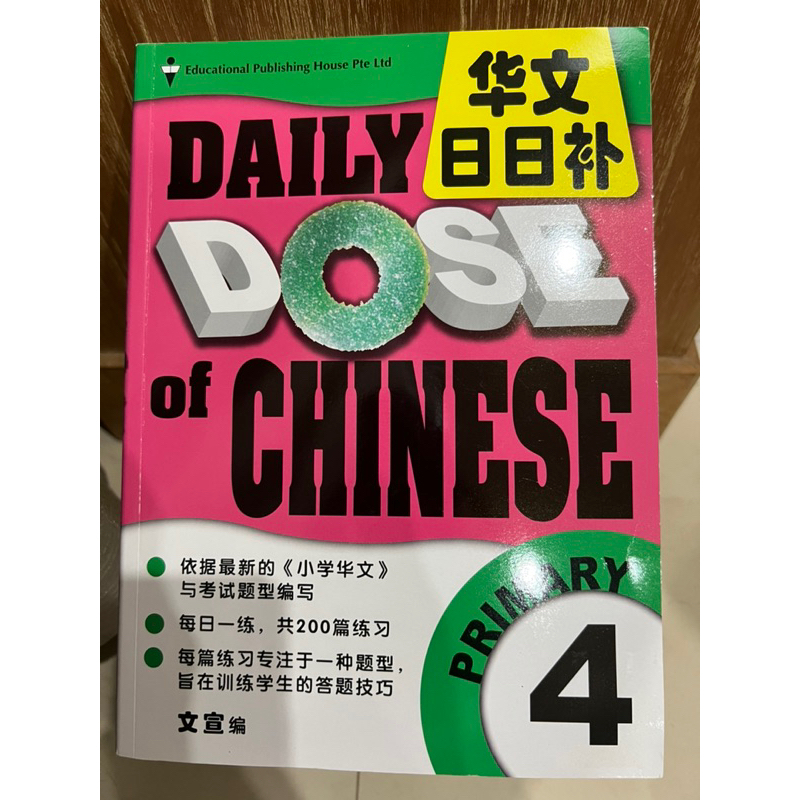 Educational Publishing House Pte Ltd
华文
日日补
DAILY
DOSE
of CHINESE
依据最新的《小学华文》
与考试题型编写
每日一练，共200篇练习
每篇练习专注于一种题型，
旨在训练学生的答题技巧
文宣 编
PRIMARY
4